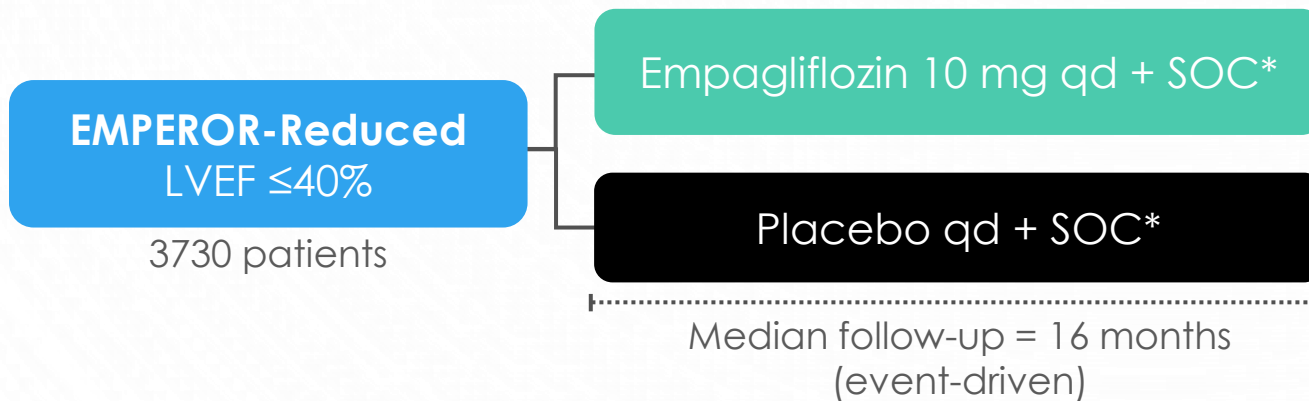 EMPEROR-Reduced
LVEF ≤40%
3730 patients
Empagliflozin 10 mg qd + SOC*
Placebo qd + SOC*
Median follow-up = 16 months
(event-driven)